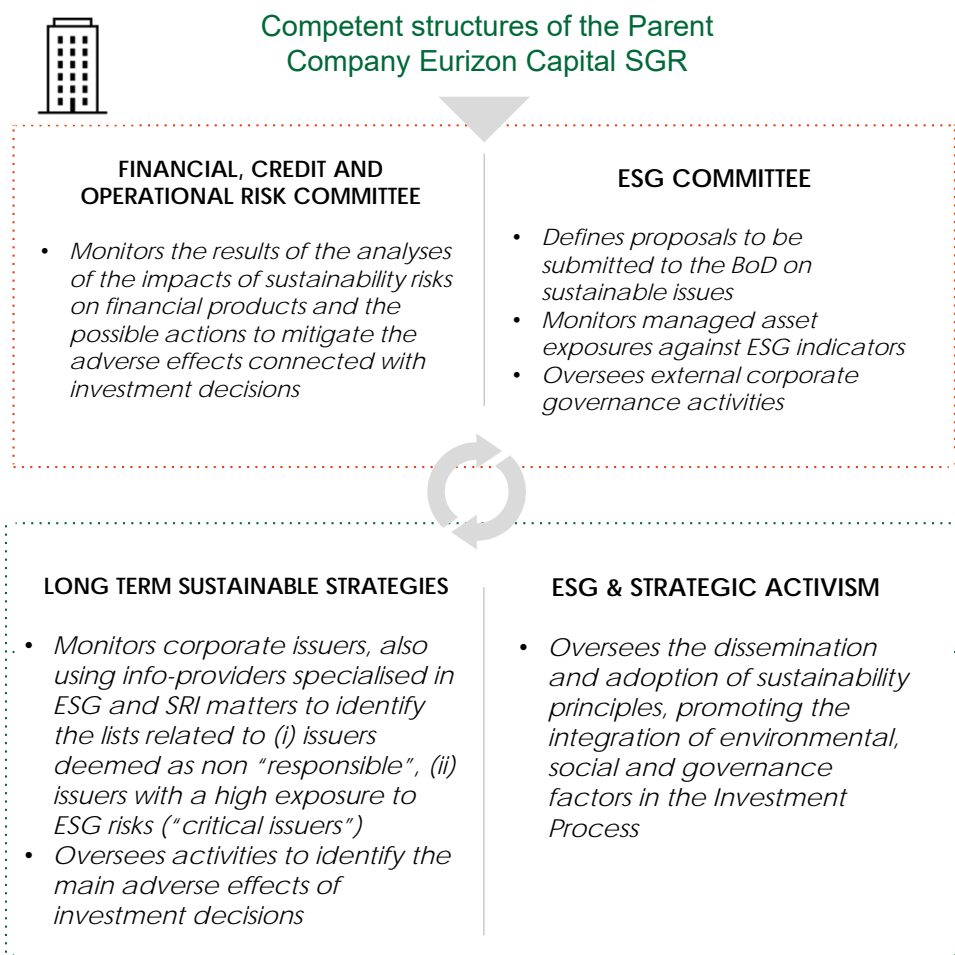 Competent structures of the Parent
Company Eurizon Capital SGR
FINANCIAL, CREDIT AND
OPERATIONAL RISK COMMITTEE
• Monitors the results of the analyses
of the impacts of sustainability risks
on financial products and the
possible actions to mitigate the
adverse effects connected with
investment decisions
ESG COMMITTEE
• Defines proposals to be
submitted to the BoD on
sustainable issues
• Monitors managed asset
exposures against ESG indicators
• Oversees external corporate
governance activities
LONG TERM SUSTAINABLE STRATEGIES
• Monitors corporate issuers, also
using info-providers specialised in
ESG and SRI matters to identify
the lists related to (i) issuers
deemed as non “responsible”, (ii)
issuers with a high exposure to
ESG risks (“critical issuers”)
• Oversees activities to identify the
main adverse effects of
investment decisions
ESG & STRATEGIC ACTIVISM
• Oversees the dissemination
and adoption of sustainability
principles, promoting the
integration of environmental,
social and governance
factors in the Investment
Process